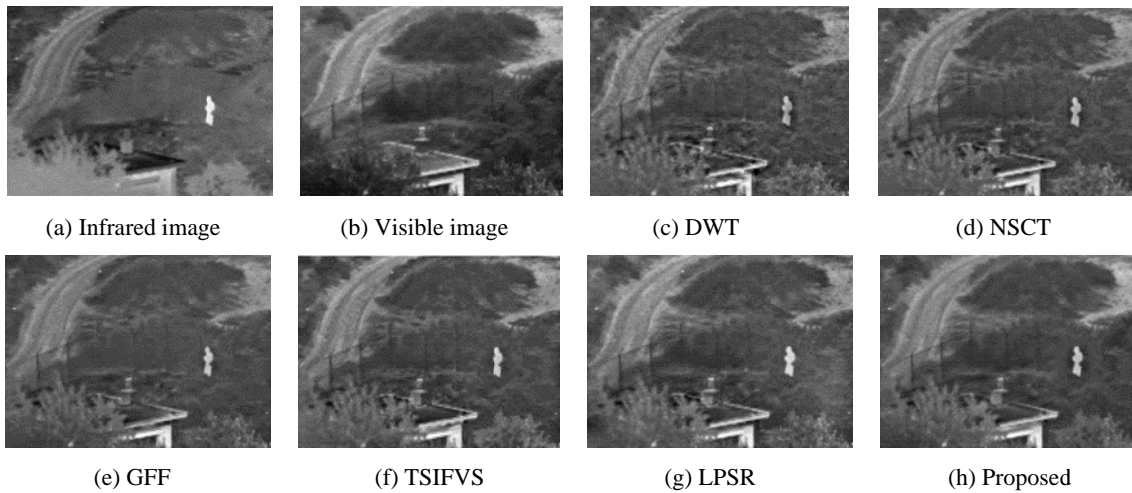 (a) Infrared image
(b) Visible image
(c) DWT
(d) NSCT
(e) GFF
(f) TSIFVS
(g) LPSR
(h) Proposed